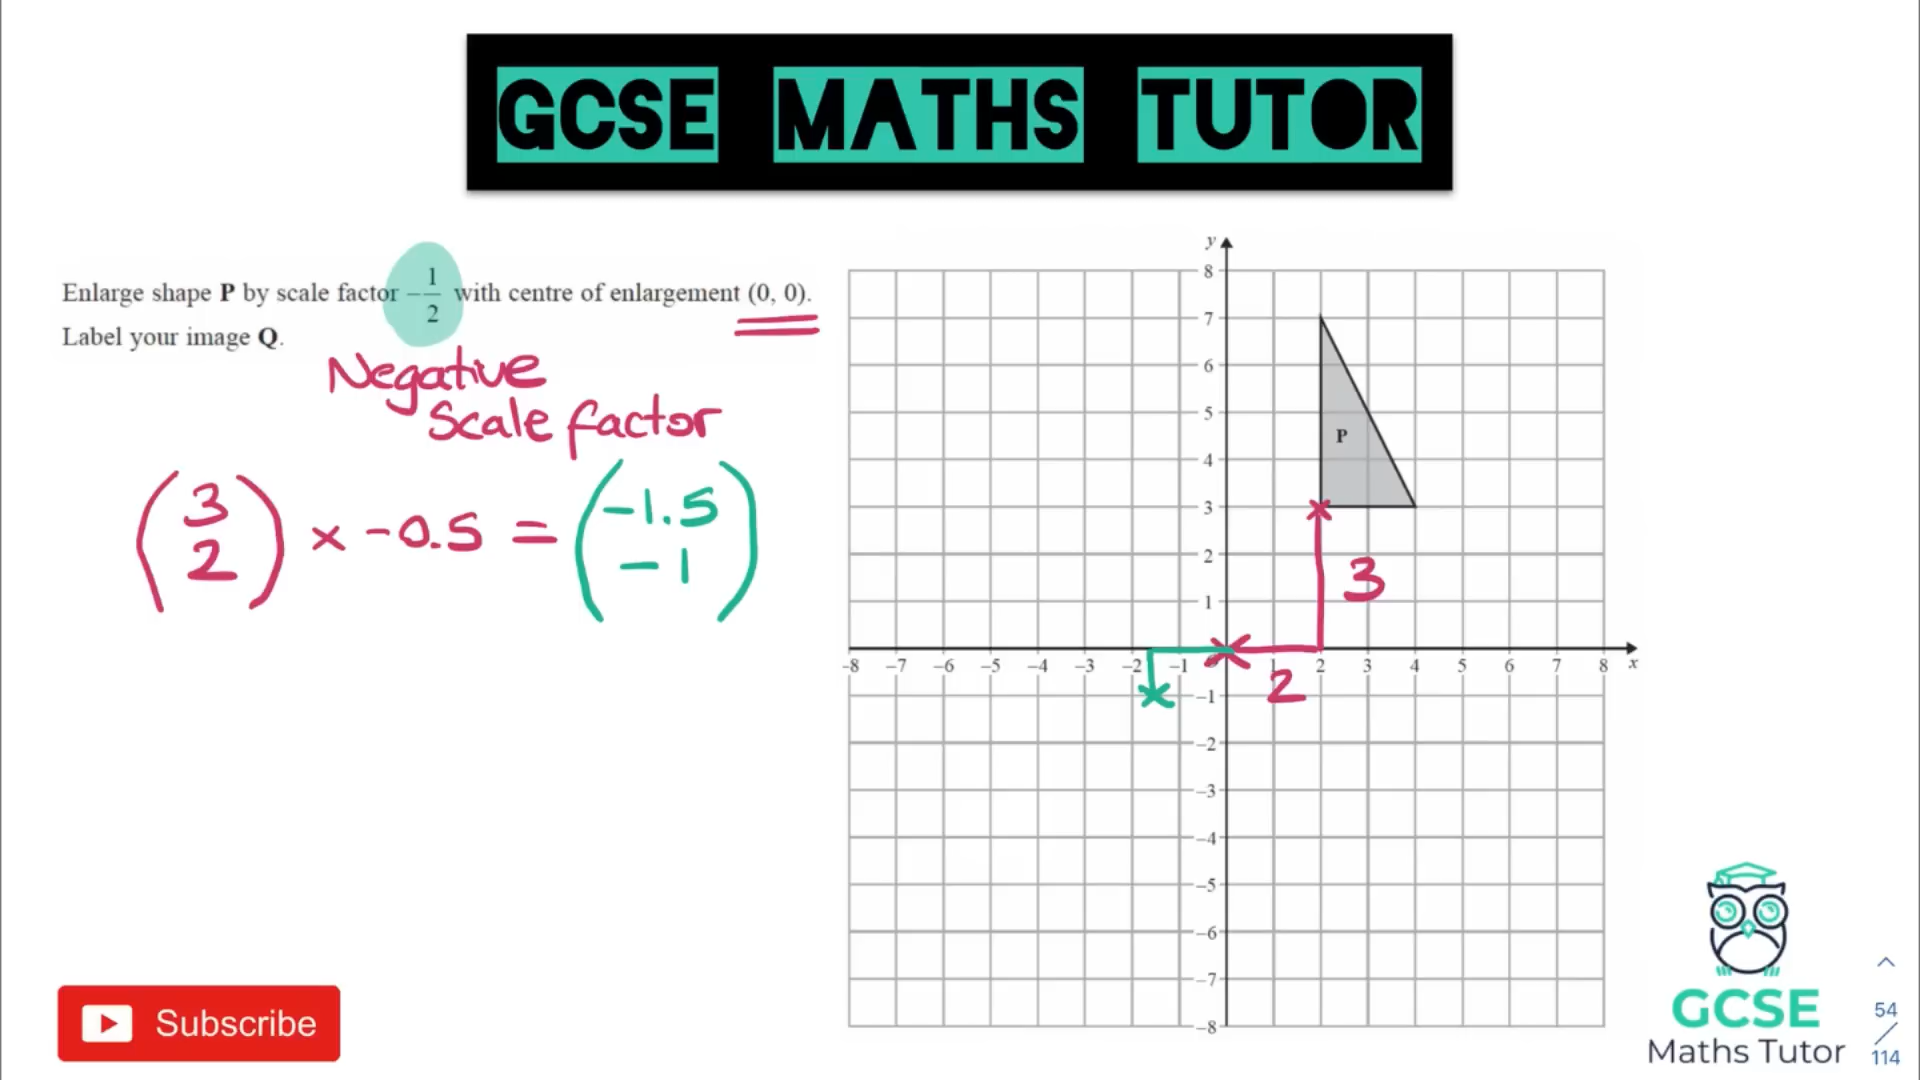 GCSE MATHS TUTOR
Enlarge shape P by scale factor −1/2 with centre of enlargement (0, 0).
Label your image Q.
Negative
Scale factor
(3 2) × -0.5 = (-1.5 -1)
y
8
7
6
5
4
3
2
1
P
3
-8 -7 -6 -5 -4 -3 -2 -1 1 2 3 4 5 6 7 8 x
2
-1
-2
-3
-4
-5
-6
-7
-8
Subscribe
GCSE
Maths Tutor
54
/
114